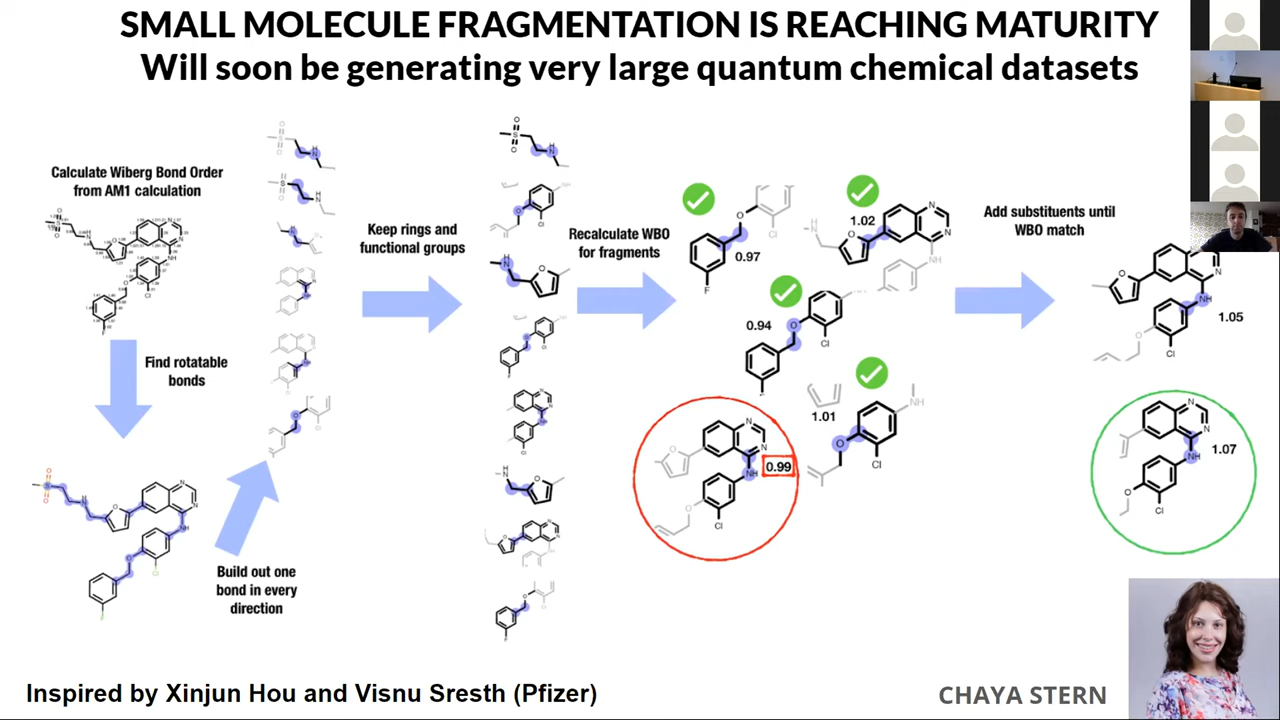 SMALL MOLECULE FRAGMENTATION IS REACHING MATURITY
Will soon be generating very large quantum chemical datasets
Calculate Wiberg Bond Order
from AM1 calculation
Find rotatable
bonds
Build out one
bond in every
direction
Keep rings and
functional groups
Recalculate WBO
for fragments
0.97
1.02
0.94
1.01
0.99
Add substituents until
WBO match
1.05
1.07
Inspired by Xinjun Hou and Visnu Sresth (Pfizer)
CHAYA STERN